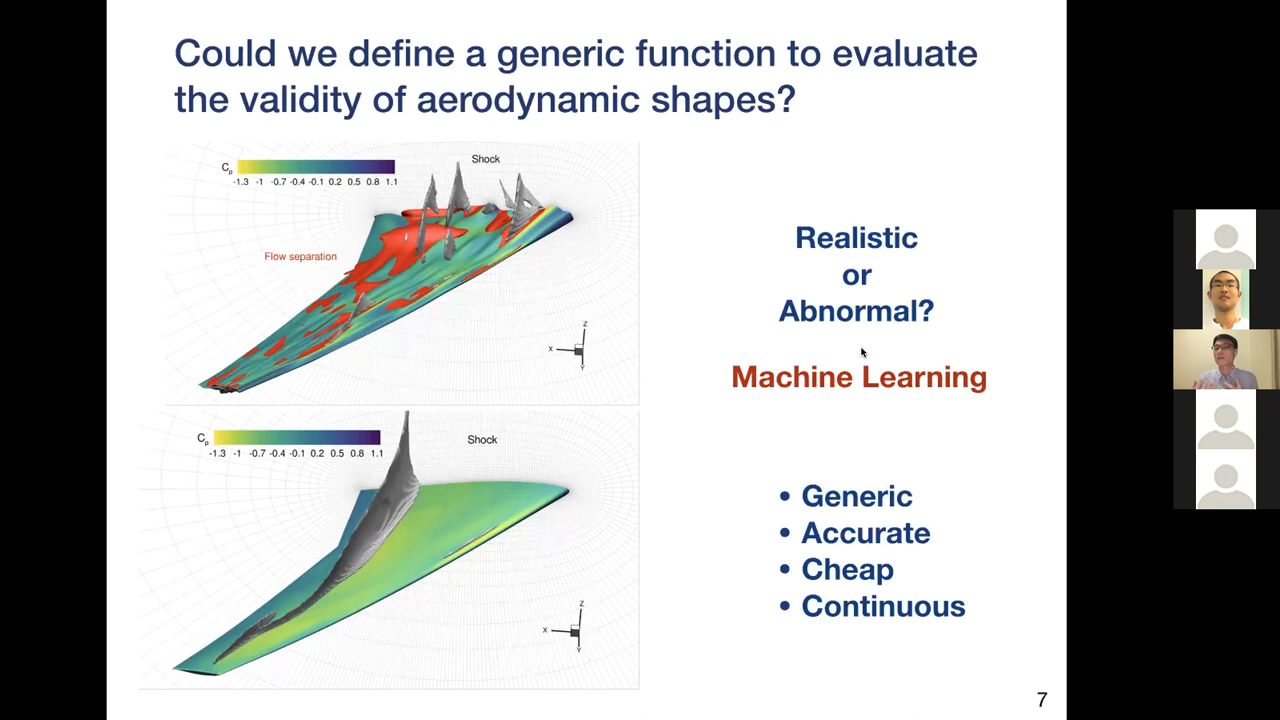 Could we define a generic function to evaluate
the validity of aerodynamic shapes?
Cp
-1.3 -1 -0.7 -0.4 -0.1 0.2 0.5 0.8 1.1
Shock
Flow separation
Z
X
Y
Realistic
or
Abnormal?
Machine Learning
Cp
-1.3 -1 -0.7 -0.4 -0.1 0.2 0.5 0.8 1.1
Shock
Z
X
Y
• Generic
• Accurate
• Cheap
• Continuous
7